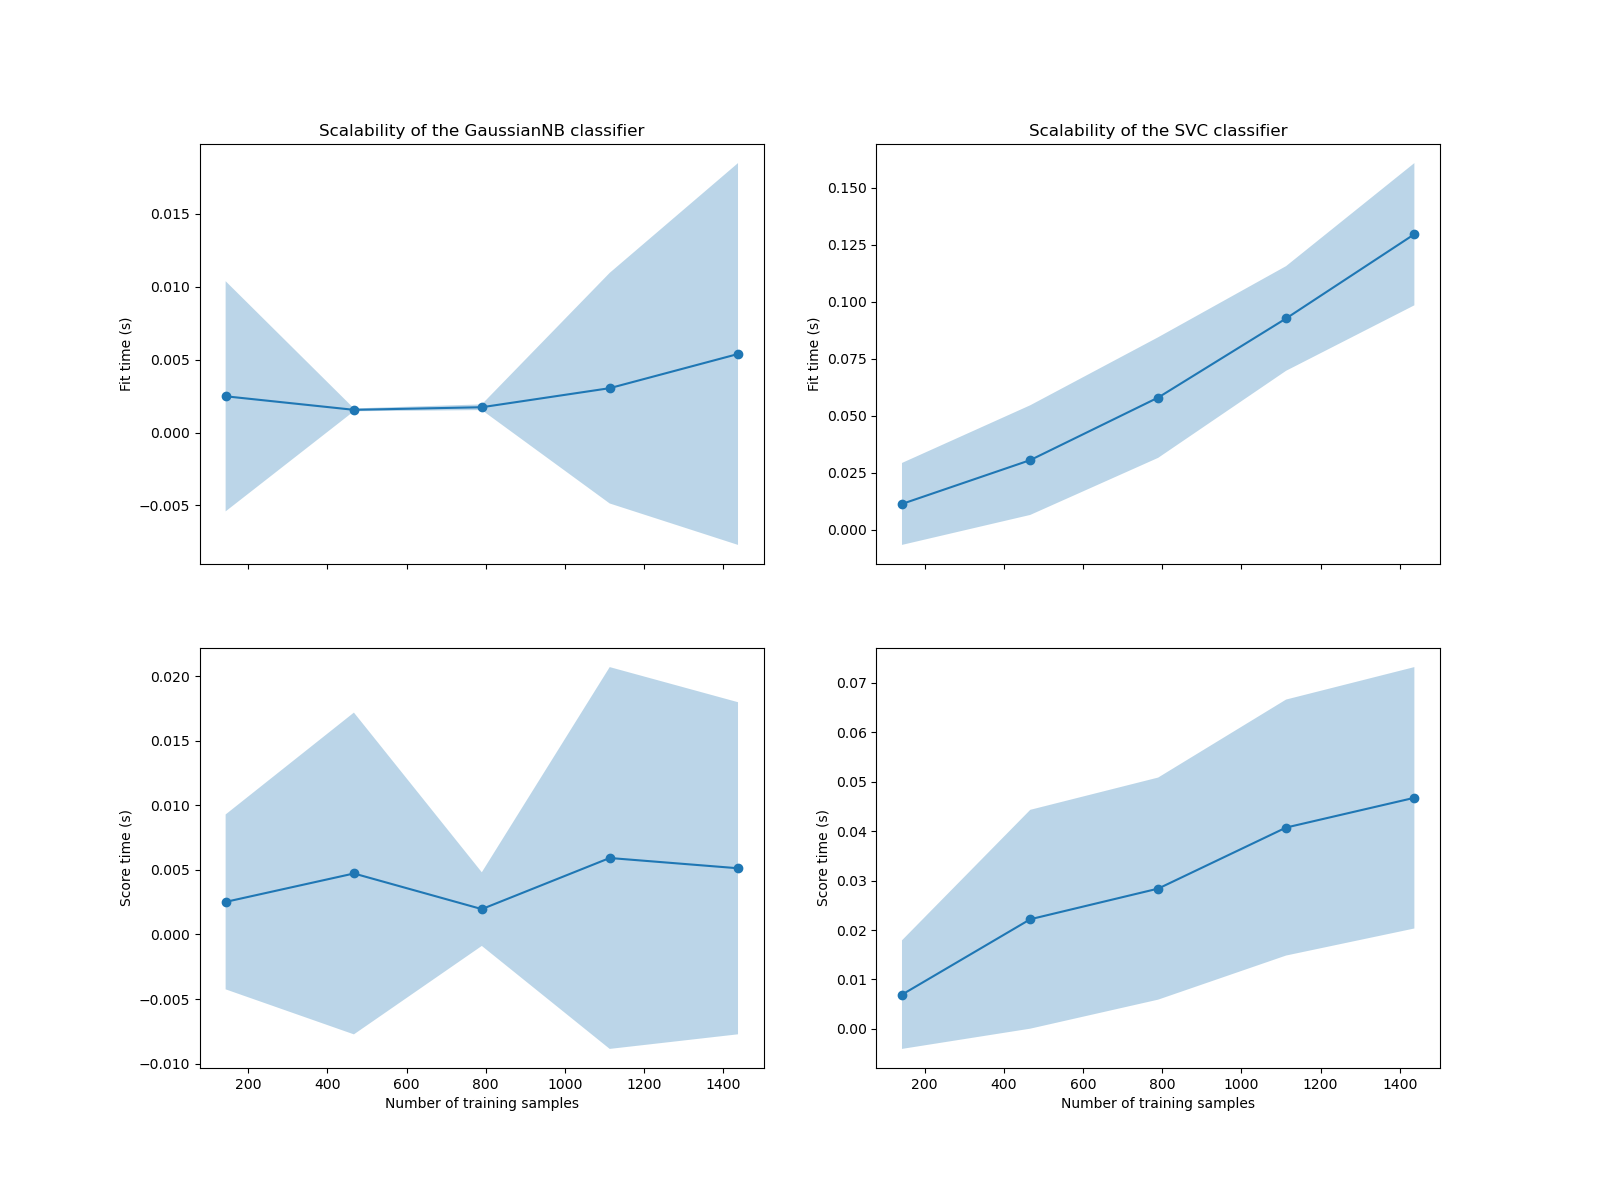 Scalability of the GaussianNB classifier
Fit time (s)
0.015
0.010
0.005
0.000
−0.005
Scalability of the SVC classifier
Fit time (s)
0.150
0.125
0.100
0.075
0.050
0.025
0.000
Score time (s)
0.020
0.015
0.010
0.005
0.000
−0.005
−0.010
200 400 600 800 1000 1200 1400
Number of training samples
Score time (s)
0.07
0.06
0.05
0.04
0.03
0.02
0.01
0.00
200 400 600 800 1000 1200 1400
Number of training samples